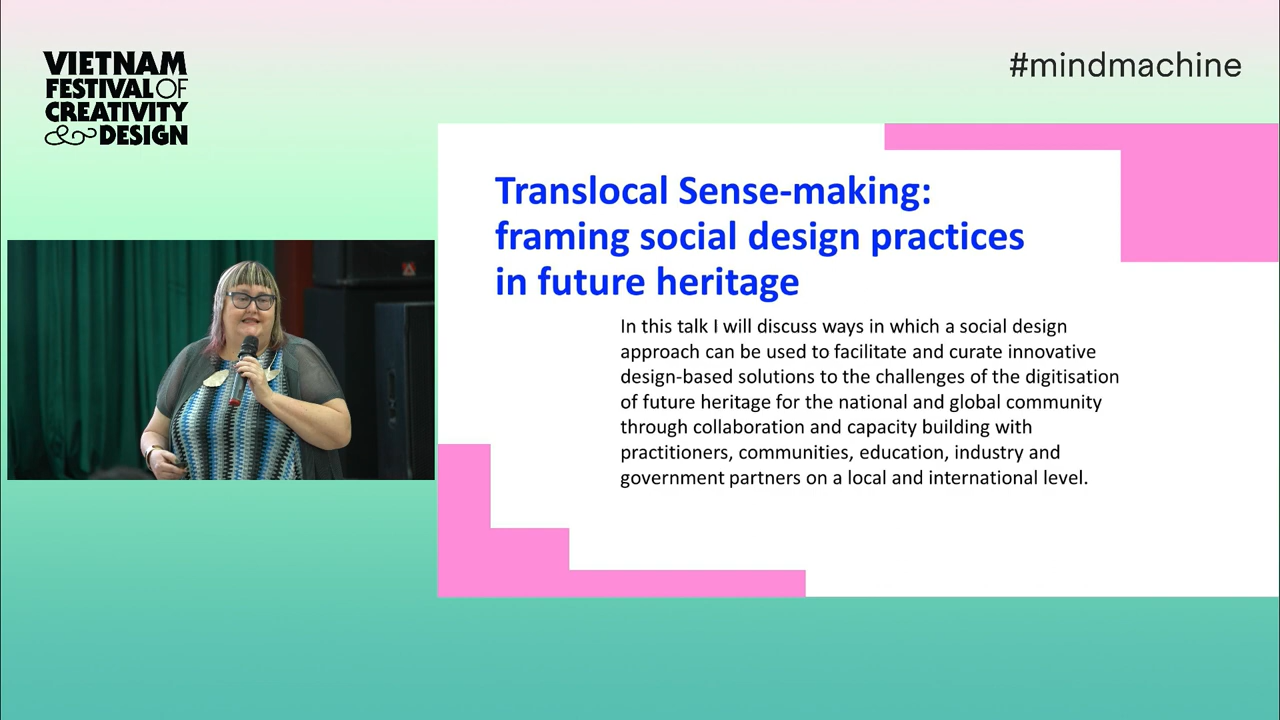 VIETNAM
FESTIVAL OF
CREATIVITY
& DESIGN
#mindmachine
Translocal Sense-making:
framing social design practices
in future heritage
In this talk I will discuss ways in which a social design
approach can be used to facilitate and curate innovative
design-based solutions to the challenges of the digitisation
of future heritage for the national and global community
through collaboration and capacity building with
practitioners, communities, education, industry and
government partners on a local and international level.